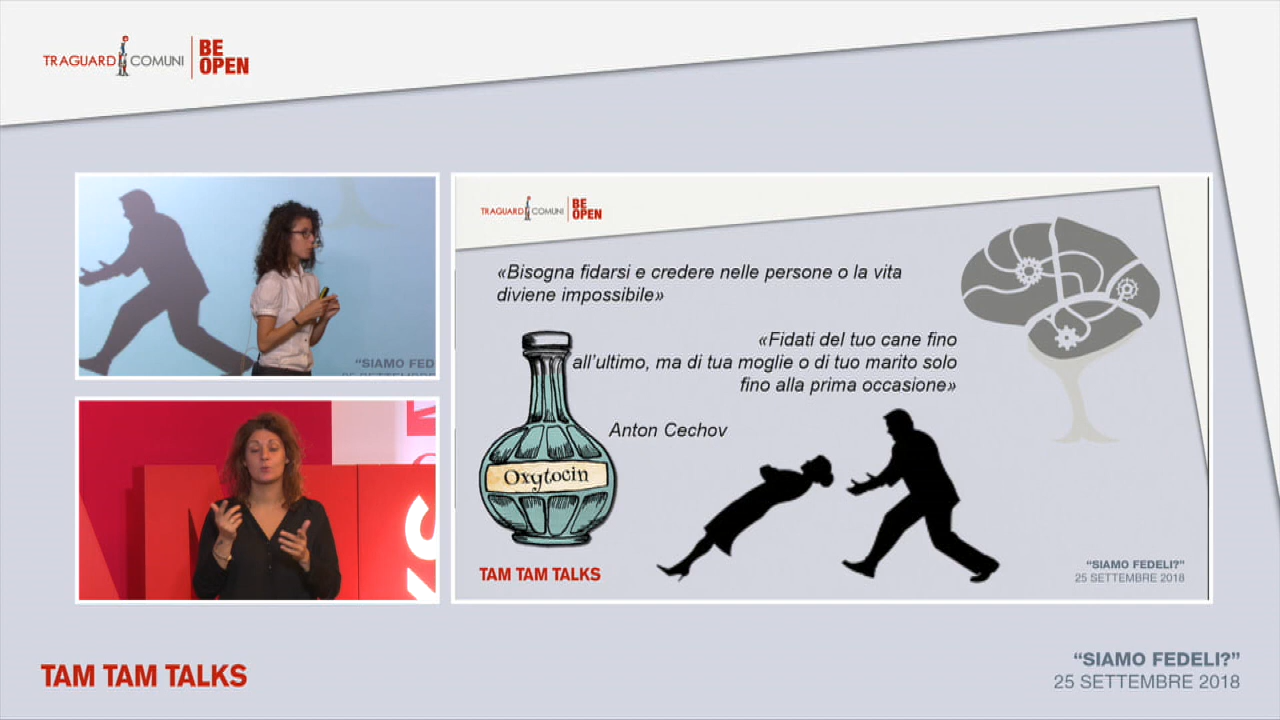 TRAGUARDI COMUNI
BE
OPEN
"SIAMO FED
TRAGUARDI COMUNI
BE
OPEN
«Bisogna fidarsi e credere nelle persone o la vita
diviene impossibile»
«Fidati del tuo cane fino
all'ultimo, ma di tua moglie o di tuo marito solo
fino alla prima occasione»
Anton Cechov
Oxytocin
TAM TAM TALKS
"SIAMO FEDELI?"
25 SETTEMBRE 2018
TAM TAM TALKS
"SIAMO FEDELI?"
25 SETTEMBRE 2018